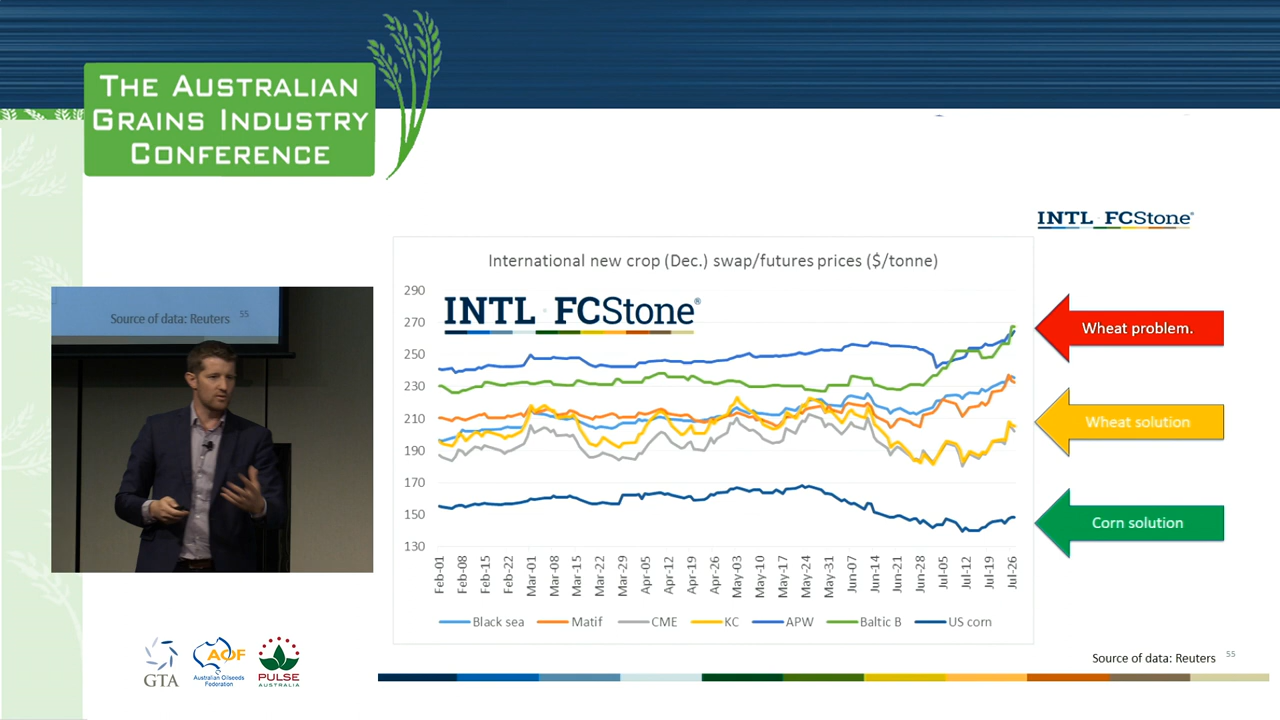 THE AUSTRALIAN
GRAINS INDUSTRY
CONFERENCE
INTL FCStone®
International new crop (Dec.) swap/futures prices ($/tonne)
INTL FCStone®
290
270
250
230
210
190
170
150
130
Feb-01 Feb-08 Feb-15 Feb-22 Mar-01 Mar-08 Mar-15 Mar-22 Mar-29 Apr-05 Apr-12 Apr-19 Apr-26 May-03 May-10 May-17 May-24 May-31 Jun-07 Jun-14 Jun-21 Jun-28 Jul-05 Jul-12 Jul-19 Jul-26
Black sea Matif CME KC APW Baltic B US corn
Wheat problem.
Wheat solution
Corn solution
Source of data: Reuters 55
Source of data: Reuters 55
GTA
AOF
Australian Oilseeds
Federation
PULSE
AUSTRALIA